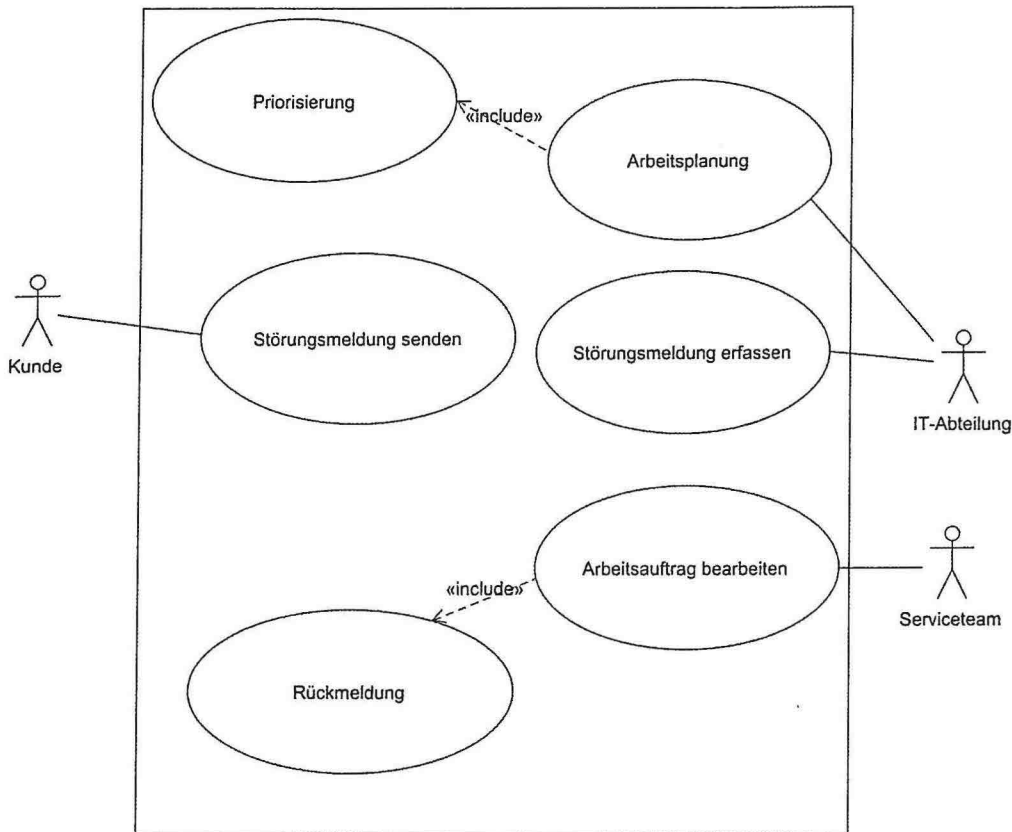 Priorisierung
«include»
Arbeitsplanung
Störungsmeldung senden
Störungsmeldung erfassen
Kunde
IT-Abteilung
Arbeitsauftrag bearbeiten
«include»
Serviceteam
Rückmeldung